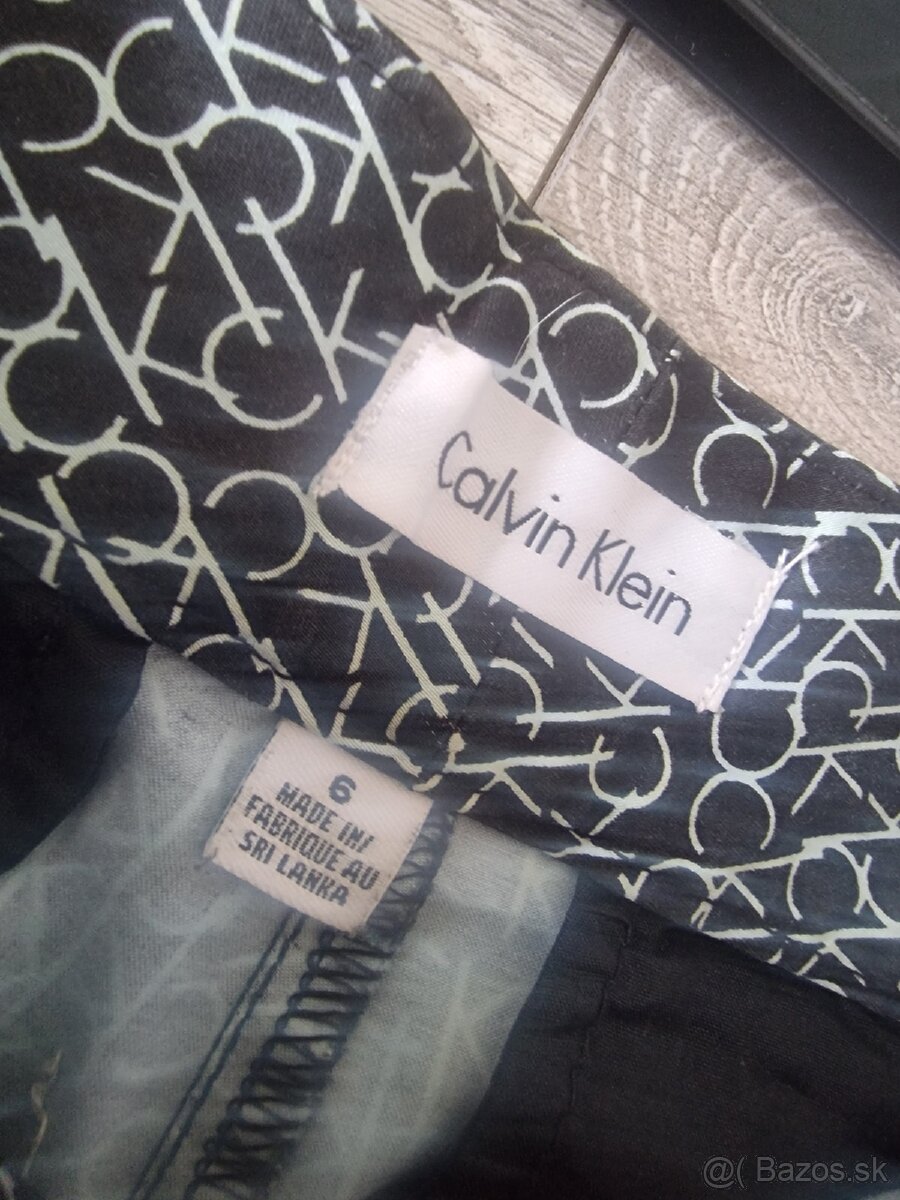 Calvin Klein
6
MADE IN/
FABRIQUE AU
SRI LANKA
@( Bazos.sk